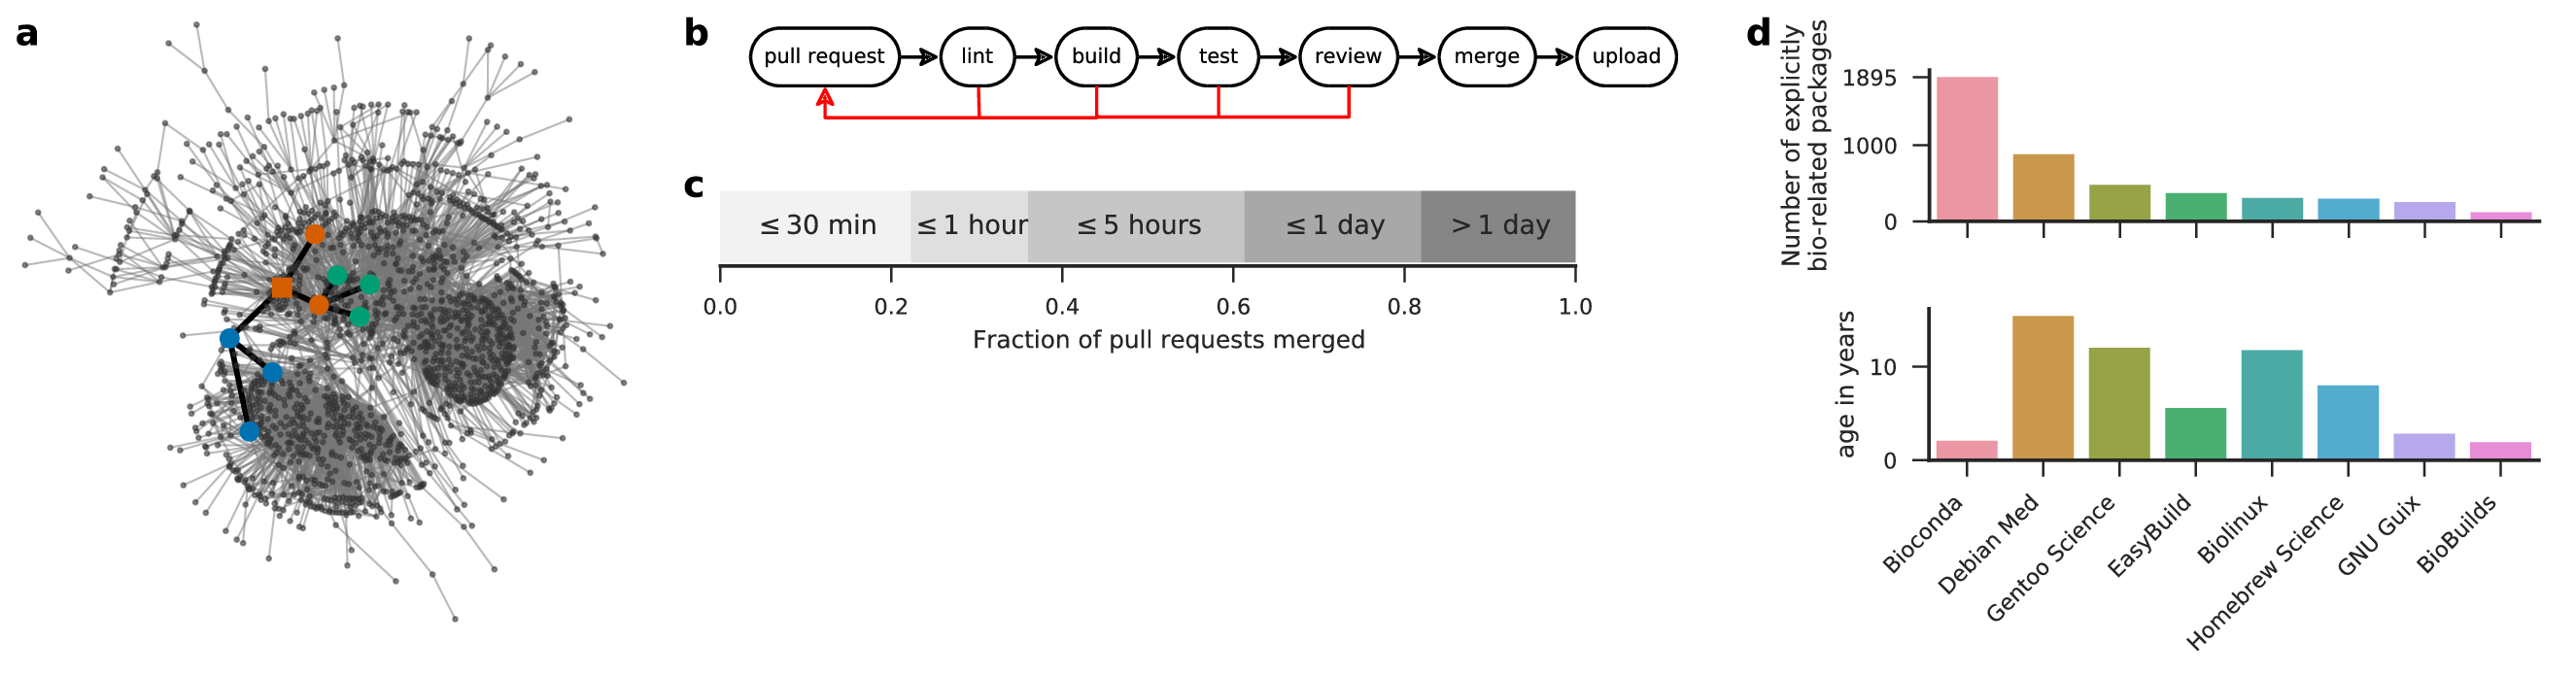 a
b
pull request lint build test review merge upload
c
≤ 30 min ≤ 1 hour ≤ 5 hours ≤ 1 day > 1 day
0.0 0.2 0.4 0.6 0.8 1.0
Fraction of pull requests merged
d
Number of explicitly
bio-related packages
1895
1000
0
age in years
10
0
Bioconda
Debian Med
Gentoo Science
EasyBuild
Biolinux
Homebrew Science
GNU Guix
BioBuilds